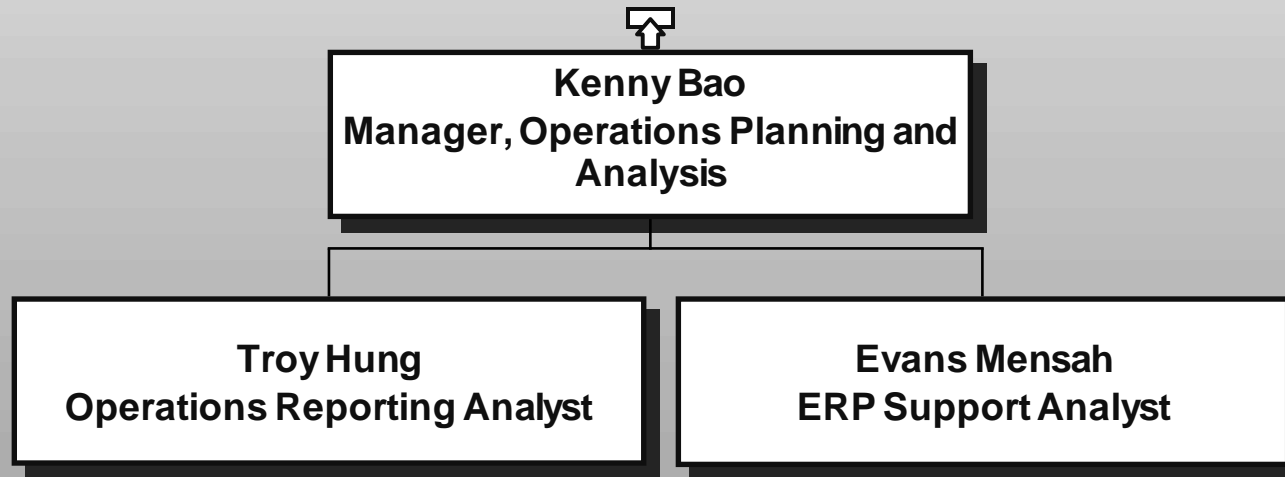 Kenny Bao
Manager, Operations Planning and
Analysis
Troy Hung
Operations Reporting Analyst
Evans Mensah
ERP Support Analyst